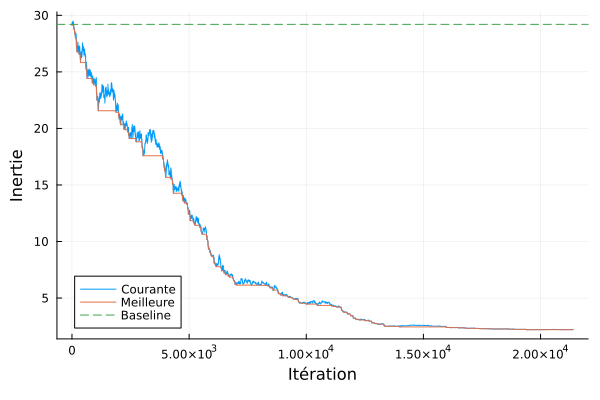 30
25
20
15
10
5
Inertie
Courante
Meilleure
Baseline
0
5.00×10³
1.00×10⁴
1.50×10⁴
2.00×10⁴
Itération